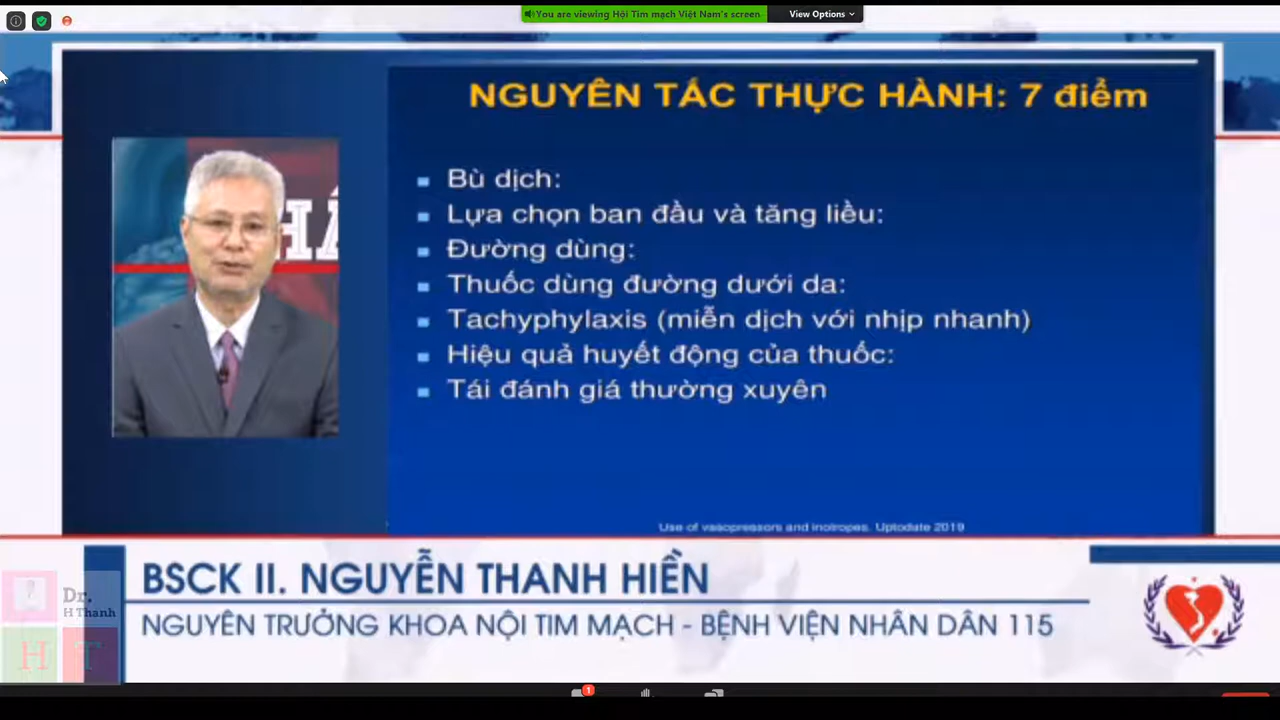 You are viewing Hội Tim mạch Việt Nam's screen
View Options
NGUYÊN TẮC THỰC HÀNH: 7 điểm
Bù dịch:
Lựa chọn ban đầu và tăng liều:
Đường dùng:
Thuốc dùng đường dưới da:
Tachyphylaxis (miễn dịch với nhịp nhanh)
Hiệu quả huyết động của thuốc:
Tái đánh giá thường xuyên
Use of vasopressors and inotropes. Uptodate 2019
BSCK II. NGUYỄN THANH HIỀN
NGUYÊN TRƯỞNG KHOA NỘI TIM MẠCH - BỆNH VIỆN NHÂN DÂN 115
Dr.
H Thanh
H T
1